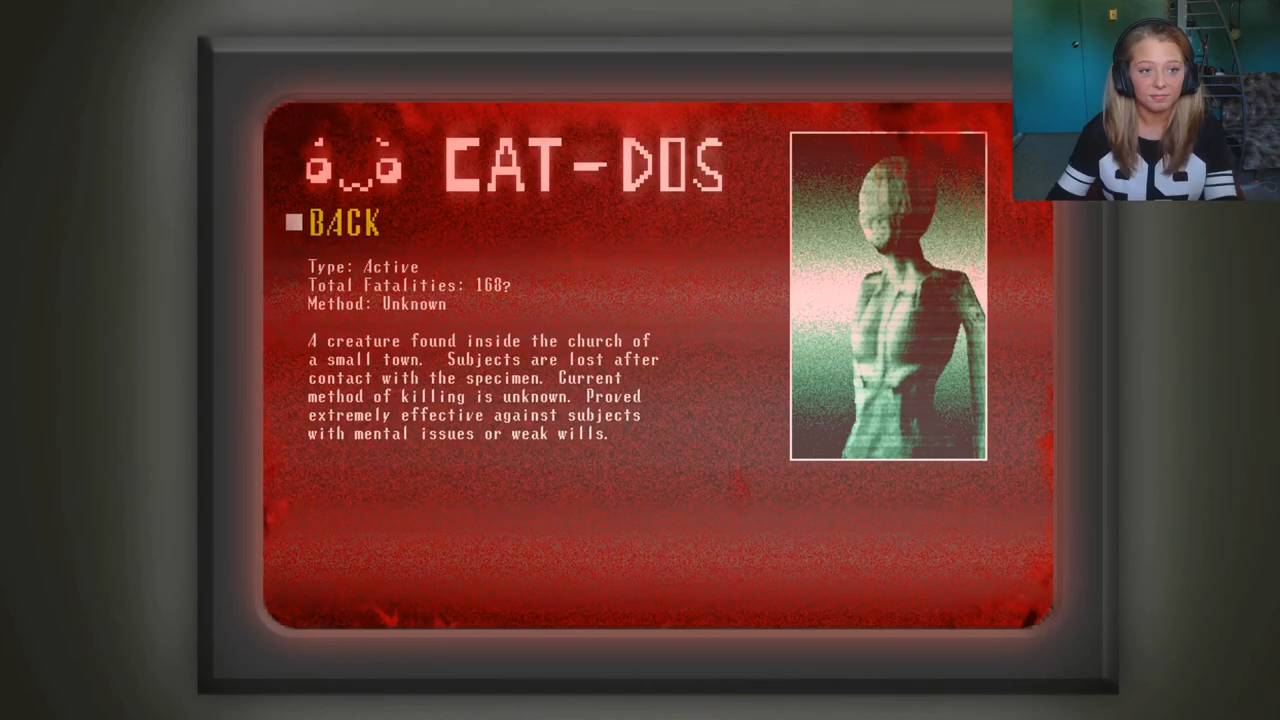 CAT-DOS
BACK
Type: Active
Total Fatalities: 168?
Method: Unknown
A creature found inside the church of
a small town. Subjects are lost after
contact with the specimen. Current
method of killing is unknown. Proved
extremely effective against subjects
with mental issues or weak wills.
99